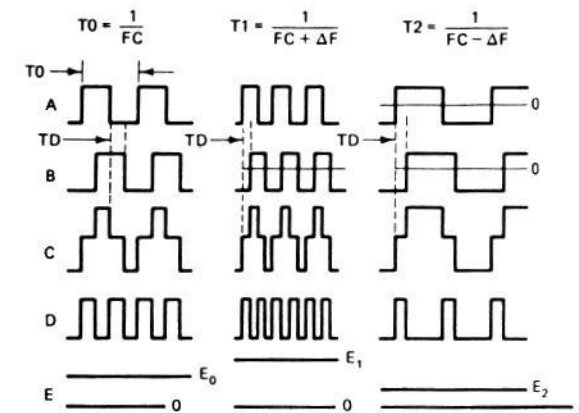 T0 = 1/FC T1 = 1/(FC + ΔF) T2 = 1/(FC - ΔF)
T0
A 0
TD TD TD
B 0
C
D
E₀ E₁ E₂
E 0 0